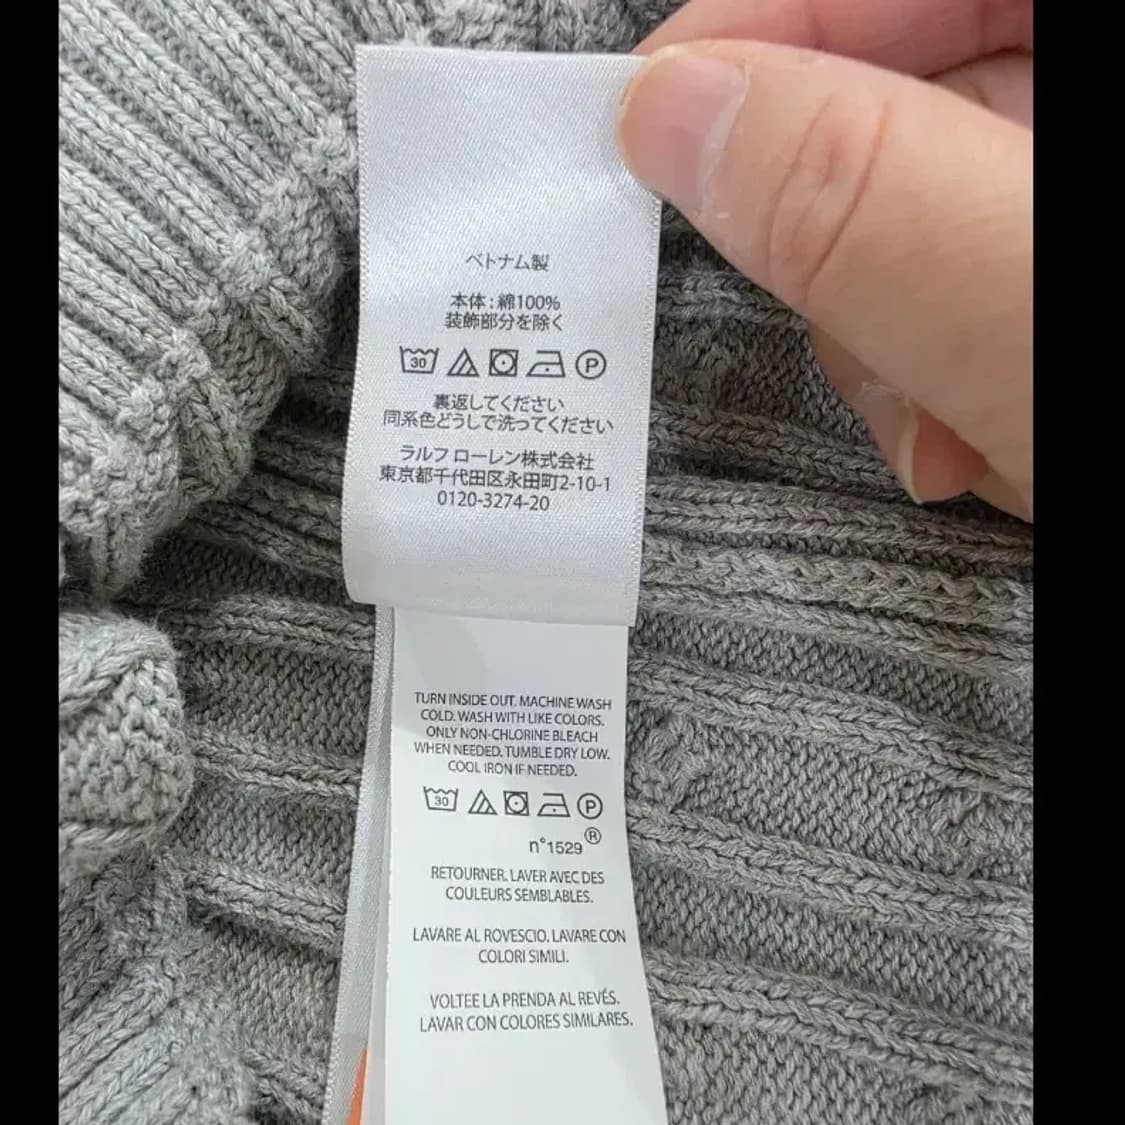 ベトナム製
本体:綿100%
装飾部分を除く
30 P
裏返してください
同系色どうしで洗ってください
ラルフ ローレン株式会社
東京都千代田区永田町2-10-1
0120-3274-20
TURN INSIDE OUT. MACHINE WASH
COLD. WASH WITH LIKE COLORS.
ONLY NON-CHLORINE BLEACH
WHEN NEEDED. TUMBLE DRY LOW.
COOL IRON IF NEEDED.
30 P
n°1529 ®
RETOURNER. LAVER AVEC DES
COULEURS SEMBLABLES.
LAVARE AL ROVESCIO. LAVARE CON
COLORI SIMILI.
VOLTEE LA PRENDA AL REVÉS.
LAVAR CON COLORES SIMILARES.